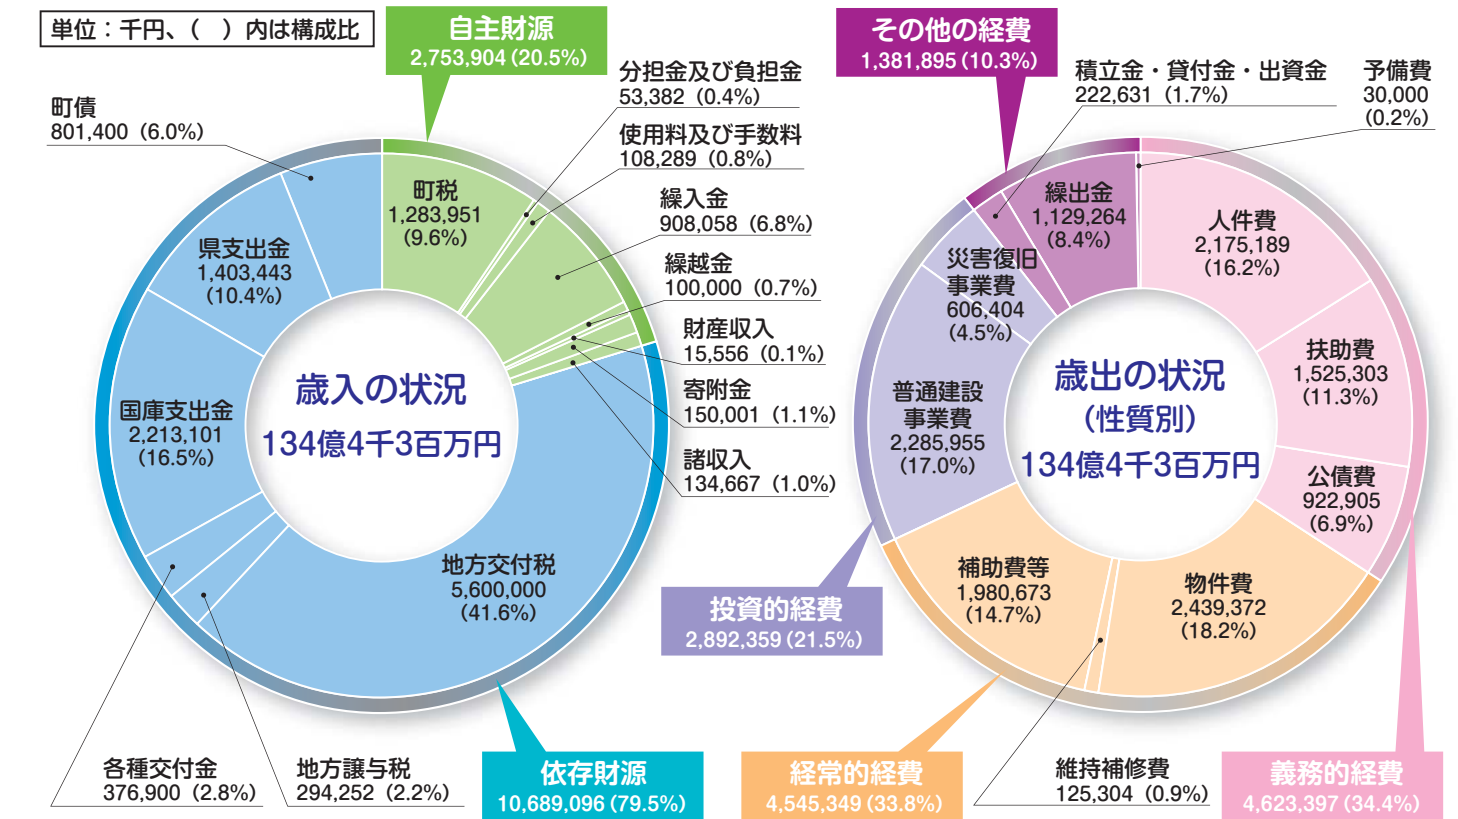 単位：千円、(　) 内は構成比
自主財源
2,753,904 (20.5%)
町債
801,400 (6.0%)
分担金及び負担金
53,382 (0.4%)
使用料及び手数料
108,289 (0.8%)
町税
1,283,951
(9.6%)
繰入金
908,058 (6.8%)
県支出金
1,403,443
(10.4%)
繰越金
100,000 (0.7%)
財産収入
15,556 (0.1%)
寄附金
150,001 (1.1%)
諸収入
134,667 (1.0%)
国庫支出金
2,213,101
(16.5%)
歳入の状況
134億4千3百万円
地方交付税
5,600,000
(41.6%)
各種交付金
376,900 (2.8%)
地方譲与税
294,252 (2.2%)
依存財源
10,689,096 (79.5%)
その他の経費
1,381,895 (10.3%)
積立金・貸付金・出資金
222,631 (1.7%)
予備費
30,000
(0.2%)
繰出金
1,129,264
(8.4%)
人件費
2,175,189
(16.2%)
災害復旧
事業費
606,404
(4.5%)
扶助費
1,525,303
(11.3%)
普通建設
事業費
2,285,955
(17.0%)
歳出の状況
(性質別)
134億4千3百万円
公債費
922,905
(6.9%)
補助費等
1,980,673
(14.7%)
物件費
2,439,372
(18.2%)
投資的経費
2,892,359 (21.5%)
経常的経費
4,545,349 (33.8%)
維持補修費
125,304 (0.9%)
義務的経費
4,623,397 (34.4%)